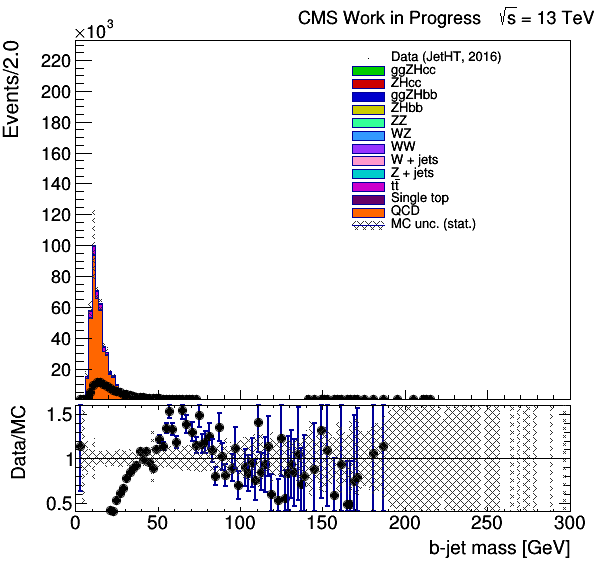 CMS Work in Progress √s = 13 TeV
×10³
Events/2.0
220
200
180
160
140
120
100
80
60
40
20
Data (JetHT, 2016)
ggZHcc
ZHcc
ggZHbb
ZHbb
ZZ
WZ
WW
W + jets
Z + jets
tt̄
Single top
QCD
MC unc. (stat.)
Data/MC
1.5
1
0.5
0 50 100 150 200 250 300
b-jet mass [GeV]